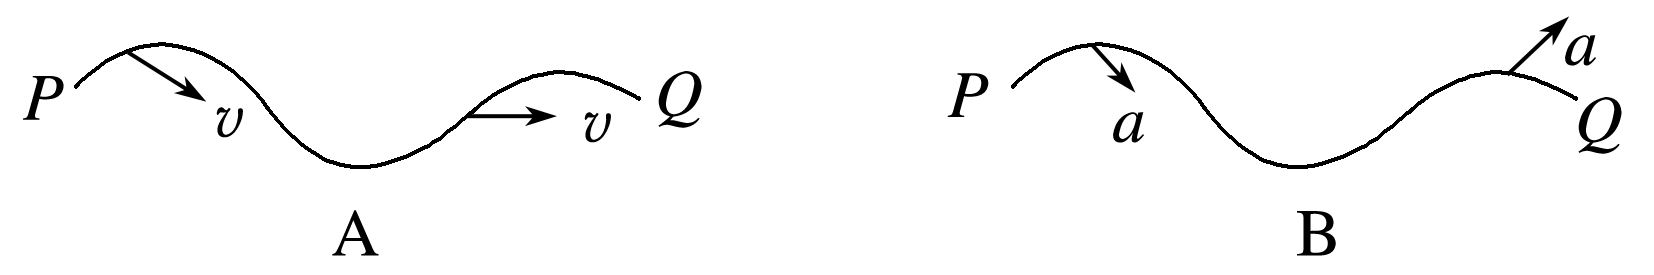 P v v Q
A
P a a Q
B